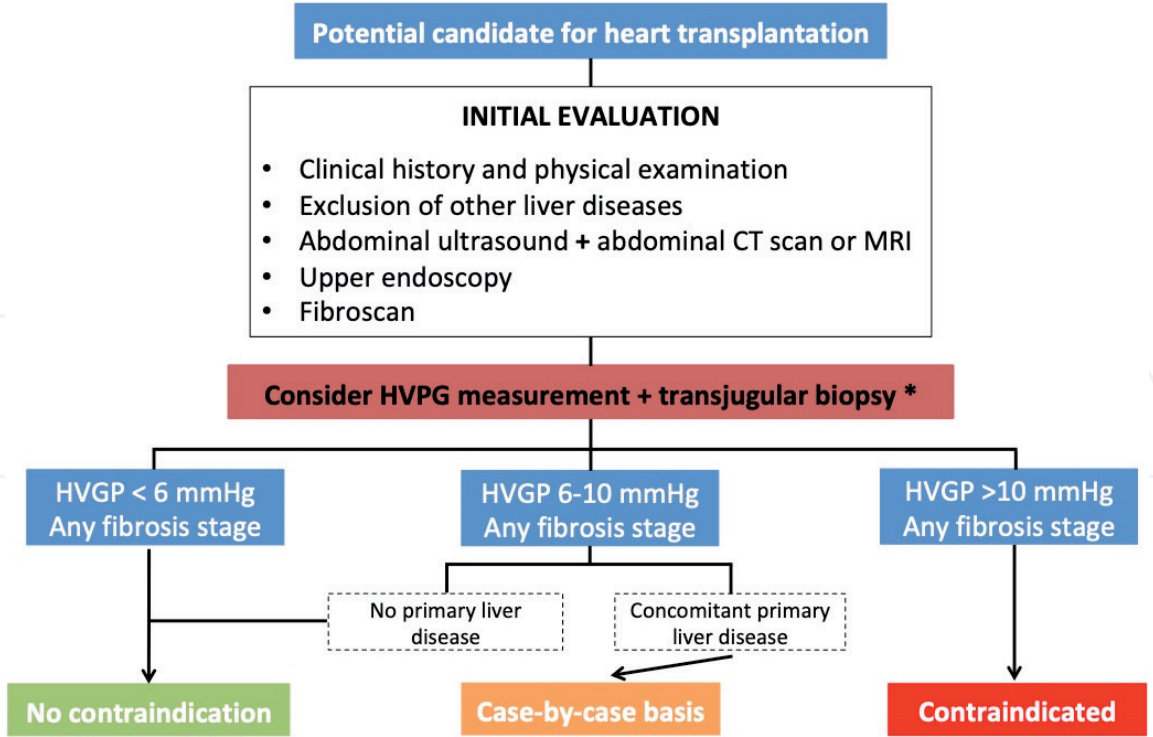 Potential candidate for heart transplantation
INITIAL EVALUATION
• Clinical history and physical examination
• Exclusion of other liver diseases
• Abdominal ultrasound + abdominal CT scan or MRI
• Upper endoscopy
• Fibroscan
Consider HVPG measurement + transjugular biopsy *
HVGP < 6 mmHg
Any fibrosis stage
HVGP 6-10 mmHg
Any fibrosis stage
HVGP >10 mmHg
Any fibrosis stage
No primary liver
disease
Concomitant primary
liver disease
No contraindication
Case-by-case basis
Contraindicated